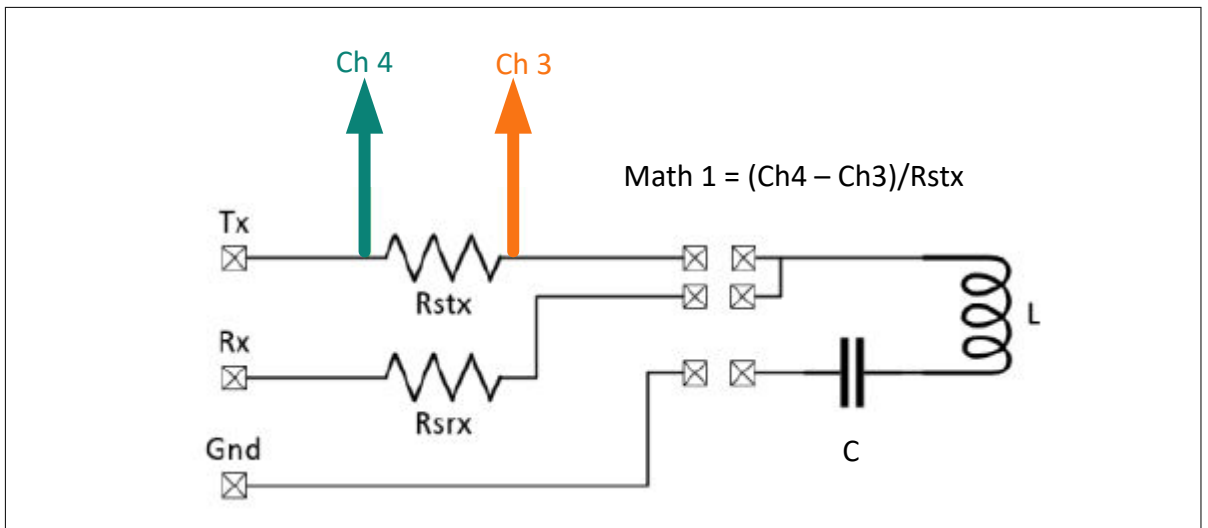 Ch 4
Ch 3
Math 1 = (Ch4 – Ch3)/Rstx
Tx
Rstx
L
Rx
Rsrx
Gnd
C